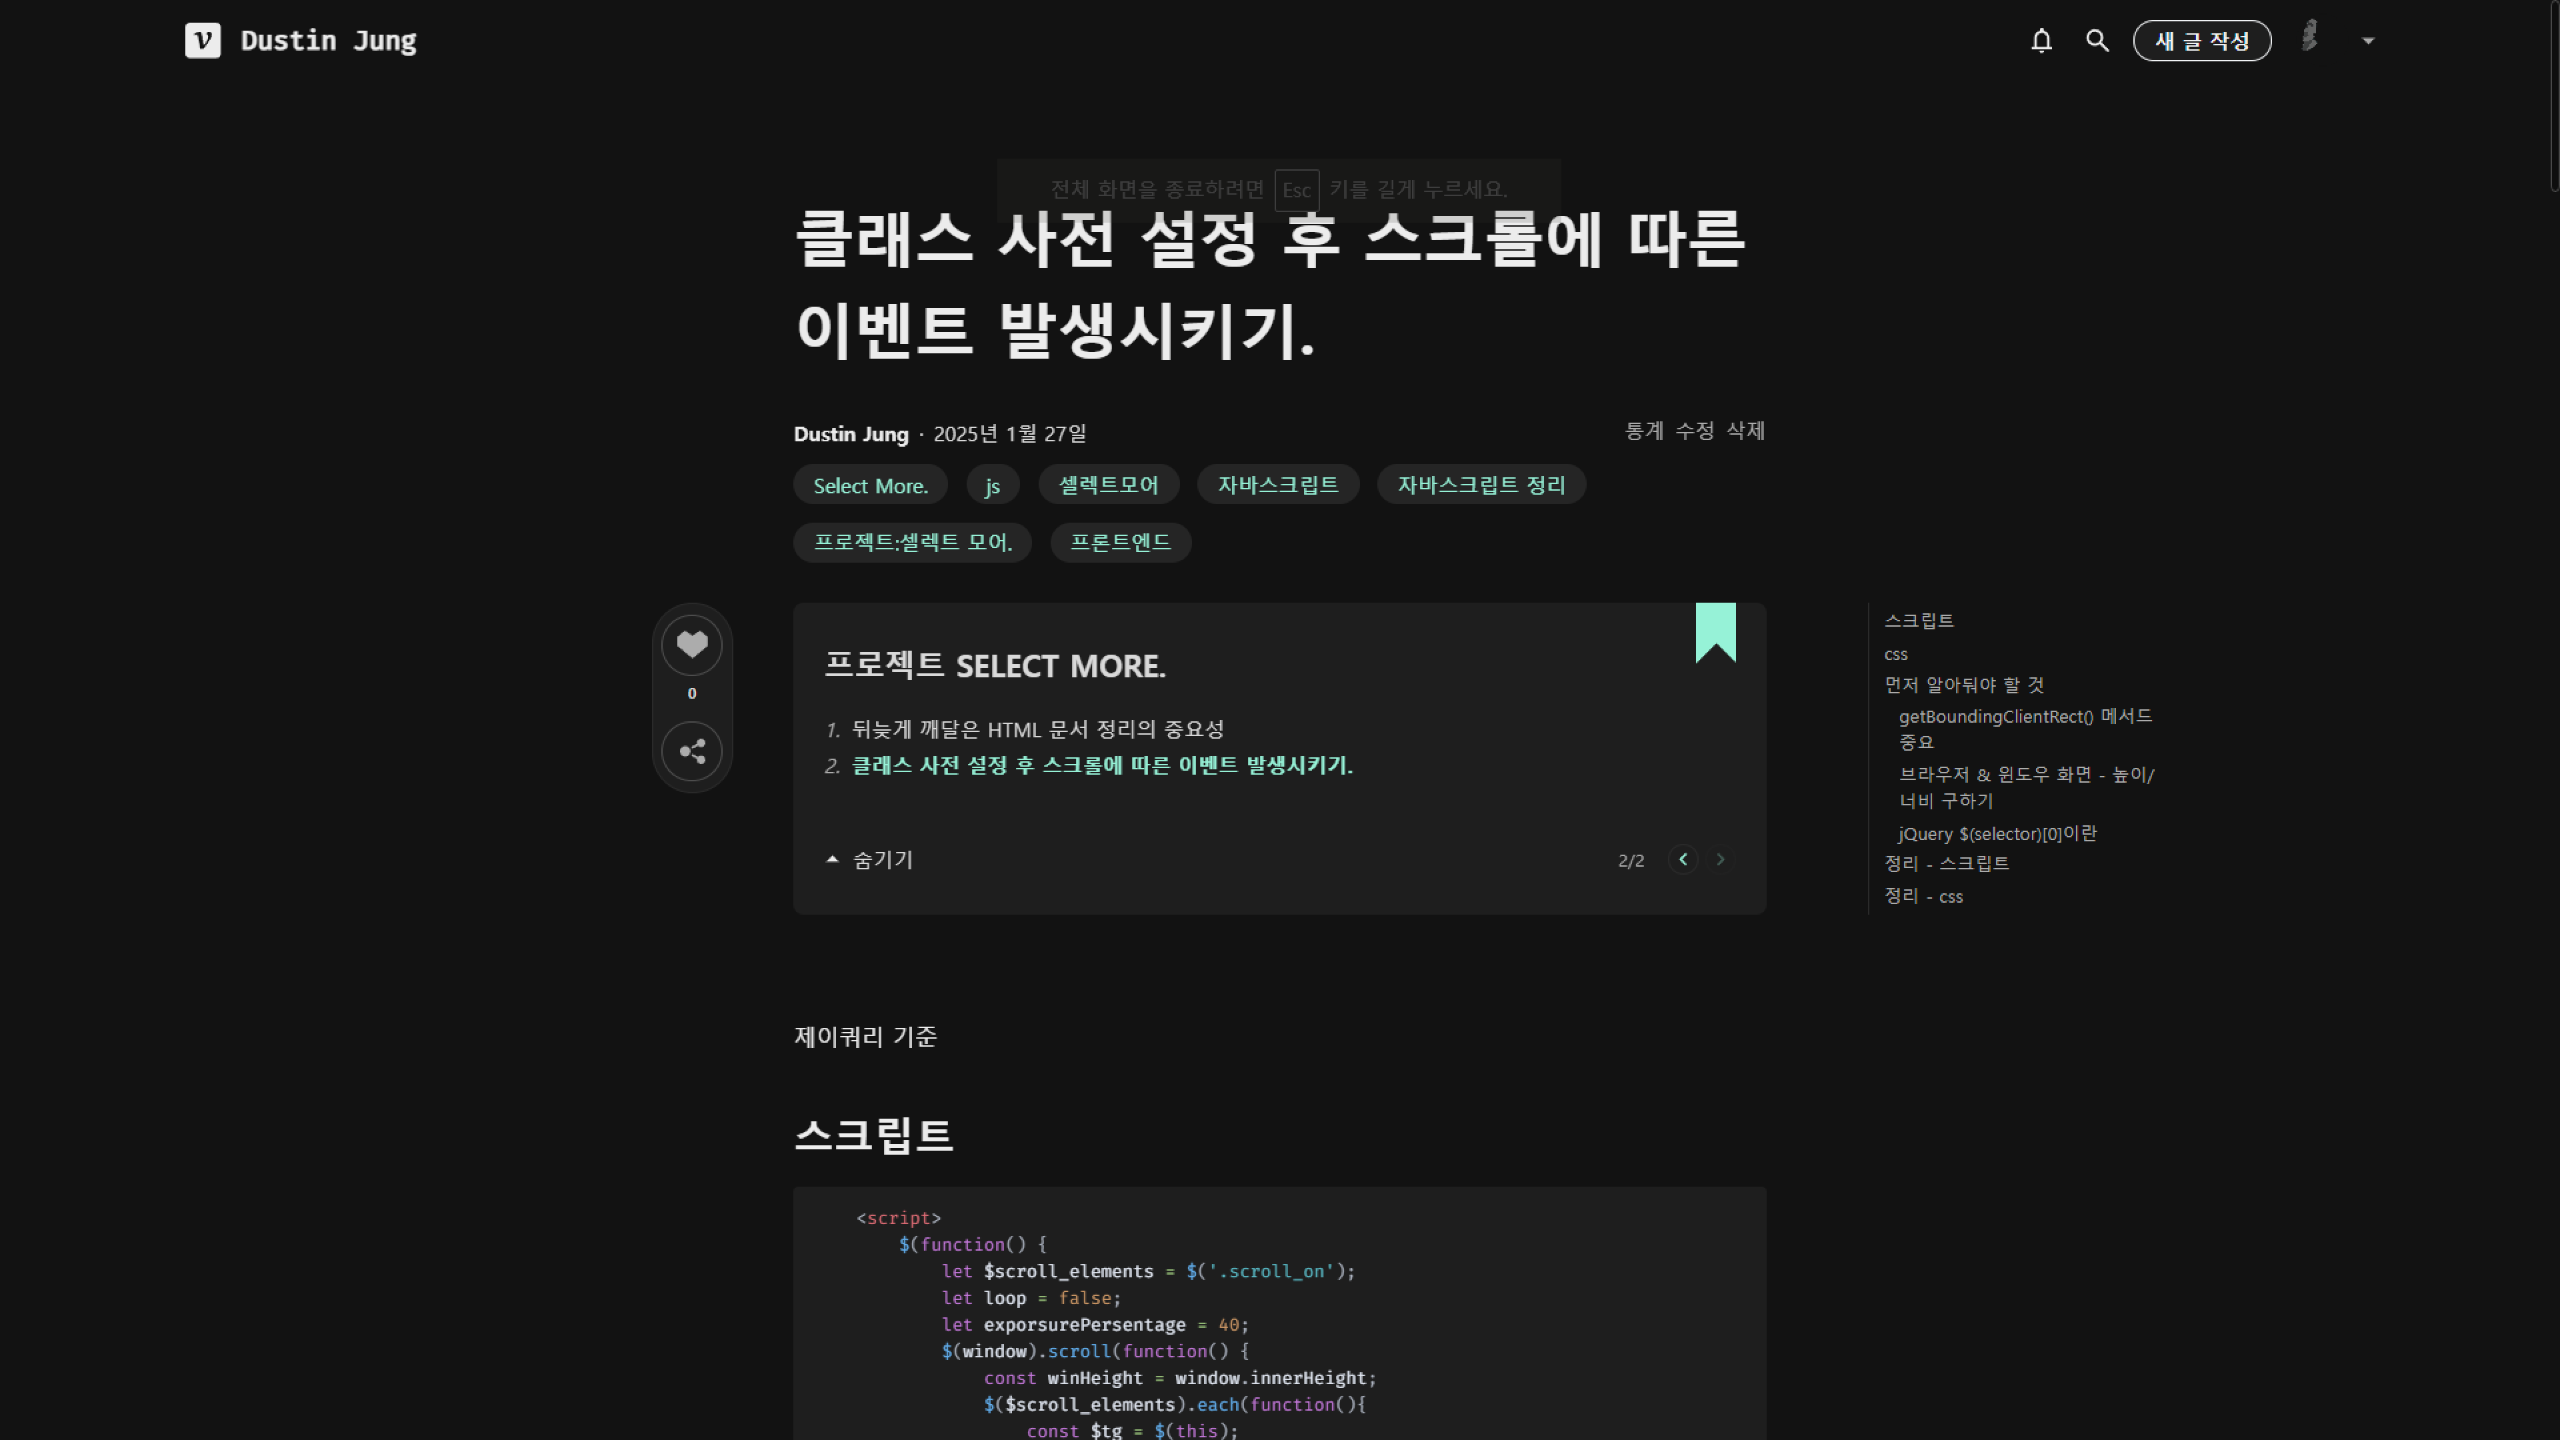 v Dustin Jung
새 글 작성
전체 화면을 종료하려면 Esc 키를 길게 누르세요.
클래스 사전 설정 후 스크롤에 따른
이벤트 발생시키기.
Dustin Jung · 2025년 1월 27일
통계 수정 삭제
Select More. js 셀렉트모어 자바스크립트 자바스크립트 정리
프로젝트:셀렉트 모어. 프론트엔드
0
프로젝트 SELECT MORE.
1. 뒤늦게 깨달은 HTML 문서 정리의 중요성
2. 클래스 사전 설정 후 스크롤에 따른 이벤트 발생시키기.
숨기기
2/2
스크립트
css
먼저 알아둬야 할 것
getBoundingClientRect() 메서드
중요
브라우저 & 윈도우 화면 - 높이/
너비 구하기
jQuery $(selector)[0]이란
정리 - 스크립트
정리 - css
제이쿼리 기준
스크립트
<script>
$(function() {
let $scroll_elements = $('.scroll_on');
let loop = false;
let exporsurePersentage = 40;
$(window).scroll(function() {
const winHeight = window.innerHeight;
$($scroll_elements).each(function(){
const $tg = $(this);